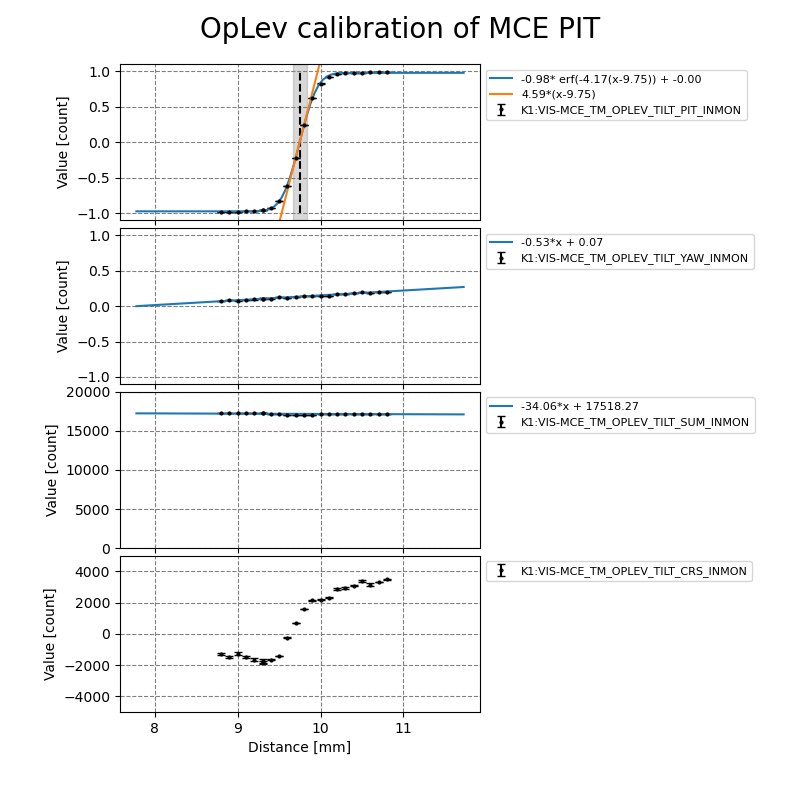 OpLev calibration of MCE PIT
1.0
0.5
0.0
−0.5
−1.0
Value [count]
-0.98* erf(-4.17(x-9.75)) + -0.00
4.59*(x-9.75)
K1:VIS-MCE_TM_OPLEV_TILT_PIT_INMON
1.0
0.5
0.0
−0.5
−1.0
Value [count]
-0.53*x + 0.07
K1:VIS-MCE_TM_OPLEV_TILT_YAW_INMON
20000
15000
10000
5000
0
Value [count]
-34.06*x + 17518.27
K1:VIS-MCE_TM_OPLEV_TILT_SUM_INMON
4000
2000
0
−2000
−4000
Value [count]
K1:VIS-MCE_TM_OPLEV_TILT_CRS_INMON
8 9 10 11
Distance [mm]